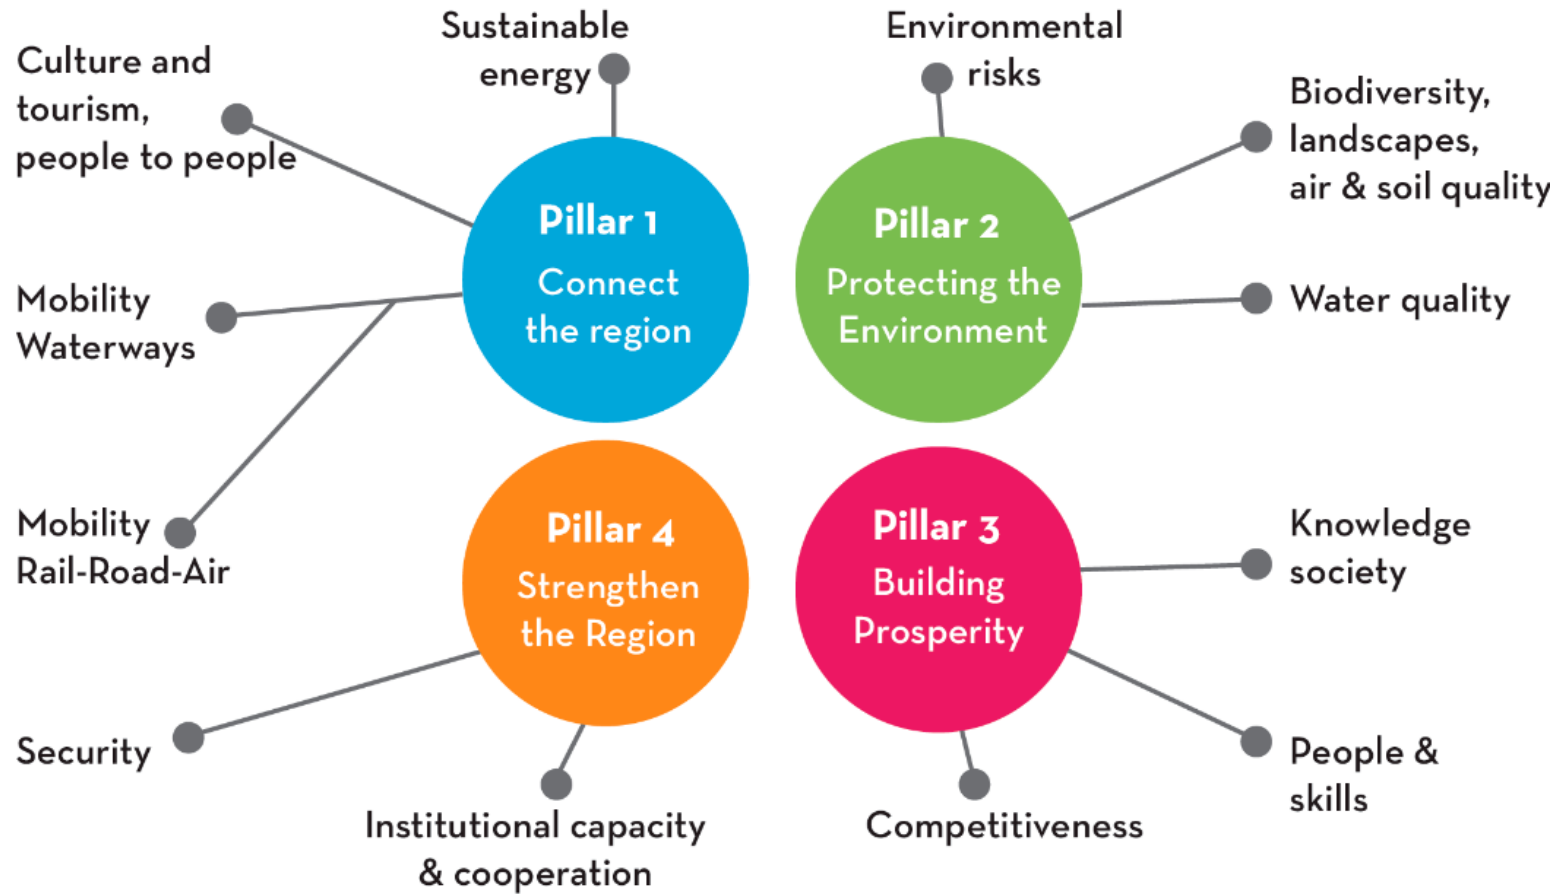 Sustainable
energy
Culture and
tourism,
people to people
Mobility
Waterways
Mobility
Rail-Road-Air
Pillar 1
Connect
the region
Environmental
risks
Biodiversity,
landscapes,
air & soil quality
Water quality
Pillar 2
Protecting the
Environment
Pillar 4
Strengthen
the Region
Security
Institutional capacity
& cooperation
Pillar 3
Building
Prosperity
Knowledge
society
People &
skills
Competitiveness